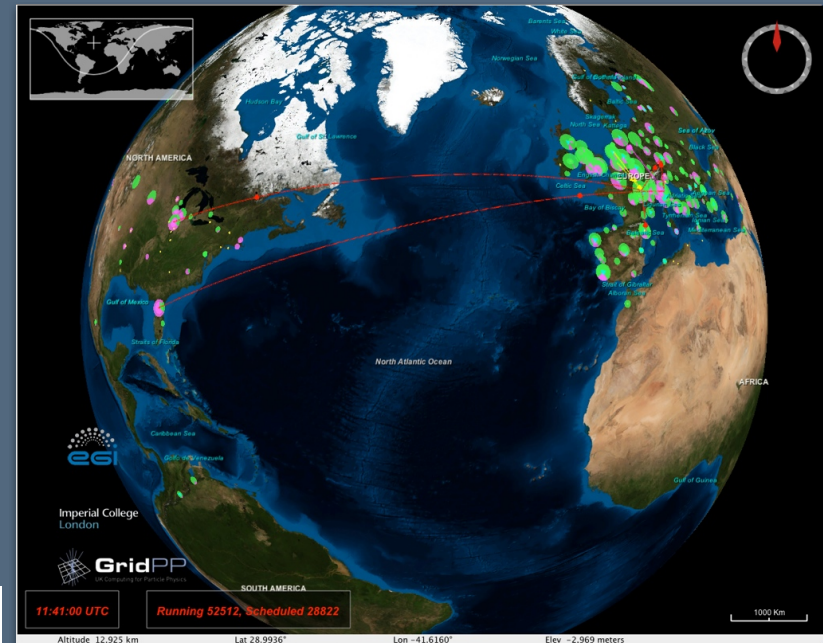 Barents Sea
White Sea
Norwegian Sea
Baltic Sea
Skagerrak
North Sea
Hudson Bay
Gulf of St. Lawrence
Black Sea
NORTH AMERICA
EUROPE
Celtic Sea
Bay of
Tyrrhenian Sea
Ionian Sea
Mediterranean Sea
Strait of Gibraltar
Alboran Sea
Gulf of Mexico
Straits of Florida
North Atlantic Ocean
AFRICA
Caribbean Sea
Gulf of Venezuela
Gulf of Guinea
egi
Imperial College
London
GridPP
UK Computing for Particle Physics
SOUTH AMERICA
11:41:00 UTC
Running 52512, Scheduled 28822
1000 Km
Altitude 12,925 km Lat 28.9936° Lon -41.6160° Elev -2,969 meters